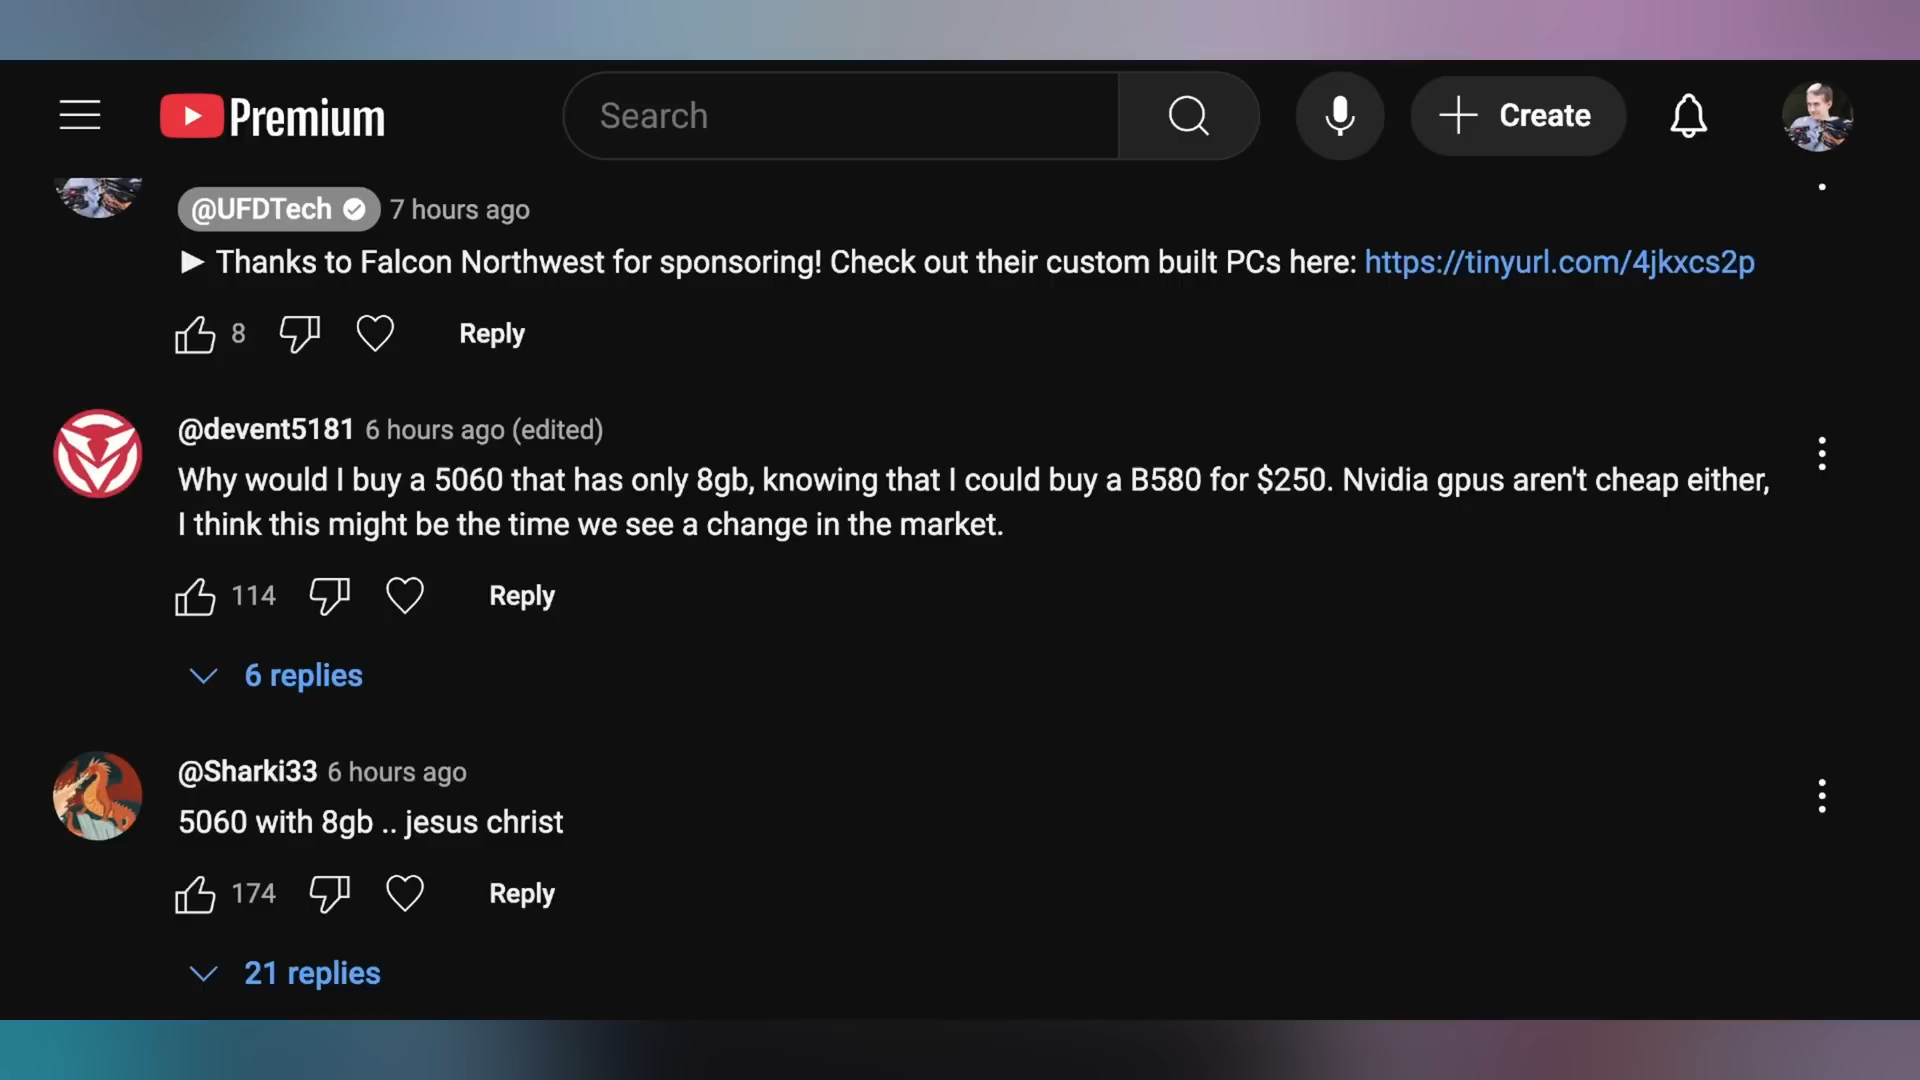 Premium
Search
Create
@UFDTech 7 hours ago
► Thanks to Falcon Northwest for sponsoring! Check out their custom built PCs here: https://tinyurl.com/4jkxcs2p
8 Reply
@devent5181 6 hours ago (edited)
Why would I buy a 5060 that has only 8gb, knowing that I could buy a B580 for $250. Nvidia gpus aren't cheap either,
I think this might be the time we see a change in the market.
114 Reply
6 replies
@Sharki33 6 hours ago
5060 with 8gb .. jesus christ
174 Reply
21 replies